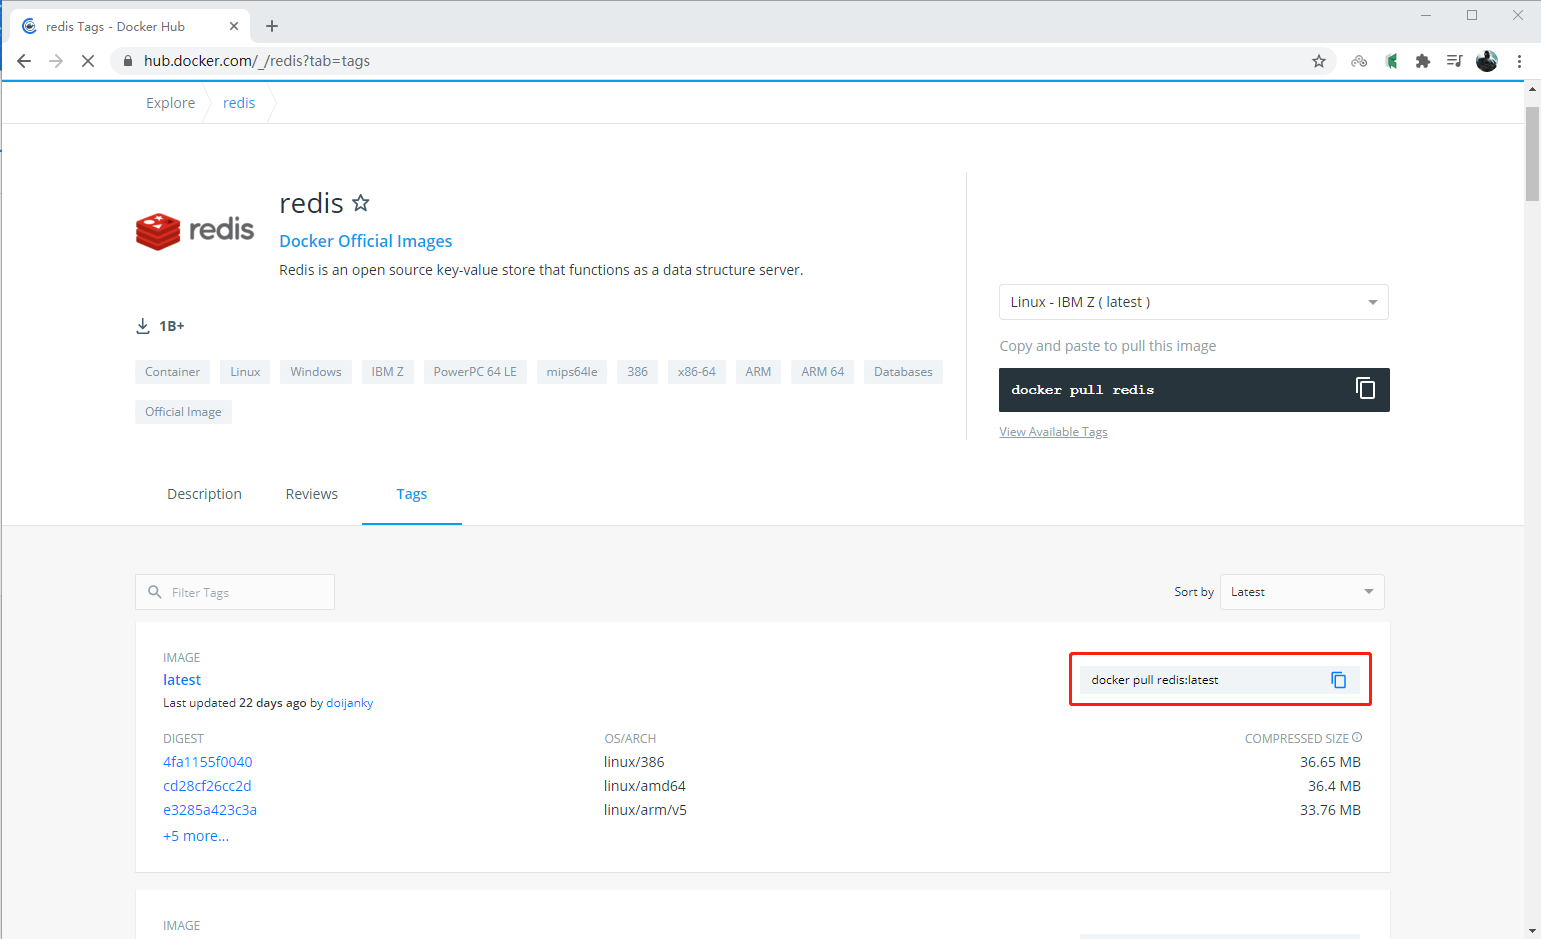 redis Tags - Docker Hub
hub.docker.com/_/redis?tab=tags
Explore
redis
redis
redis
Docker Official Images
Redis is an open source key-value store that functions as a data structure server.
1B+
Container
Linux
Windows
IBM Z
PowerPC 64 LE
mips64le
386
x86-64
ARM
ARM 64
Databases
Official Image
Linux - IBM Z ( latest )
Copy and paste to pull this image
docker pull redis
View Available Tags
Description
Reviews
Tags
Filter Tags
Sort by
Latest
IMAGE
latest
Last updated 22 days ago by doijanky
docker pull redis:latest
DIGEST
OS/ARCH
COMPRESSED SIZE
4fa1155f0040
linux/386
36.65 MB
cd28cf26cc2d
linux/amd64
36.4 MB
e3285a423c3a
linux/arm/v5
33.76 MB
+5 more...
IMAGE